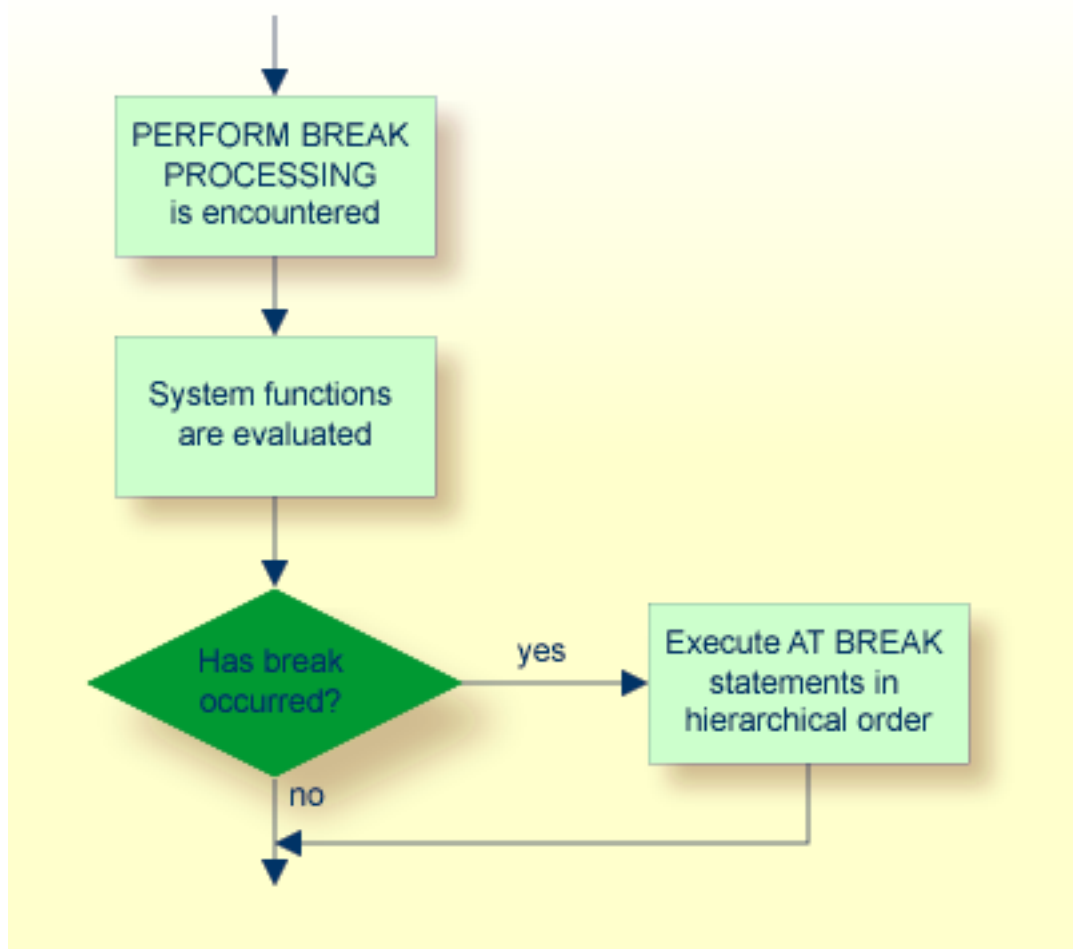 PERFORM BREAK
PROCESSING
is encountered
System functions
are evaluated
Has break
occurred?
yes
Execute AT BREAK
statements in
hierarchical order
no